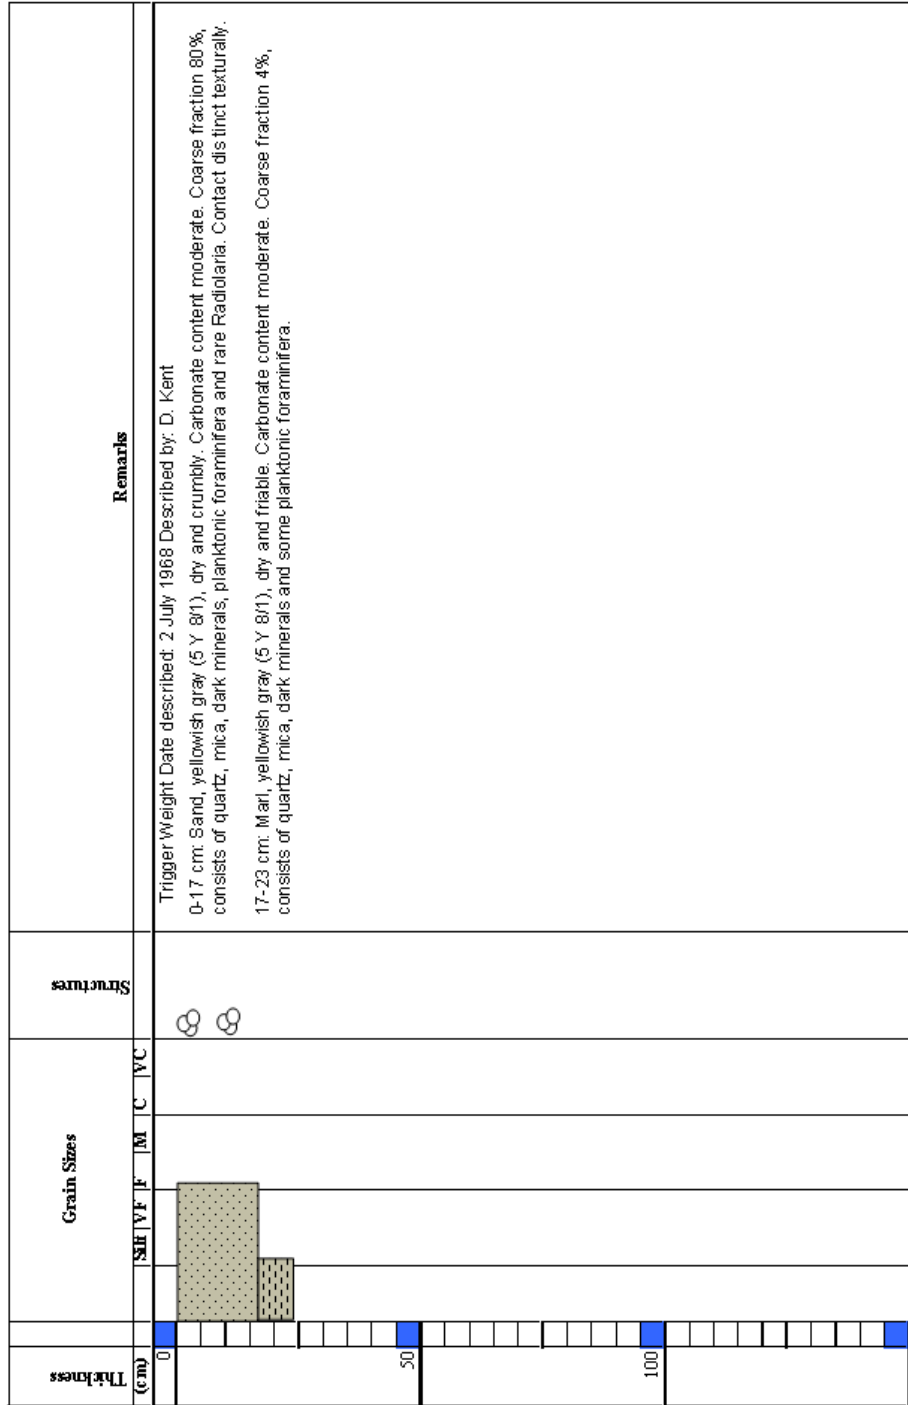 Thickness
(cm)
Grain Sizes
Silt VF F M C VC
Structures
Remarks
0
50
100
Trigger Weight Date described: 2 July 1968 Described by: D. Kent
0-17 cm: Sand, yellowish gray (5 Y 8/1), dry and crumbly. Carbonate content moderate. Coarse fraction 80%,
consists of quartz, mica, dark minerals, planktonic foraminifera and rare Radiolaria. Contact distinct texturally.
17-23 cm: Marl, yellowish gray (5 Y 8/1), dry and friable. Carbonate content moderate. Coarse fraction 4%,
consists of quartz, mica, dark minerals and some planktonic foraminifera.